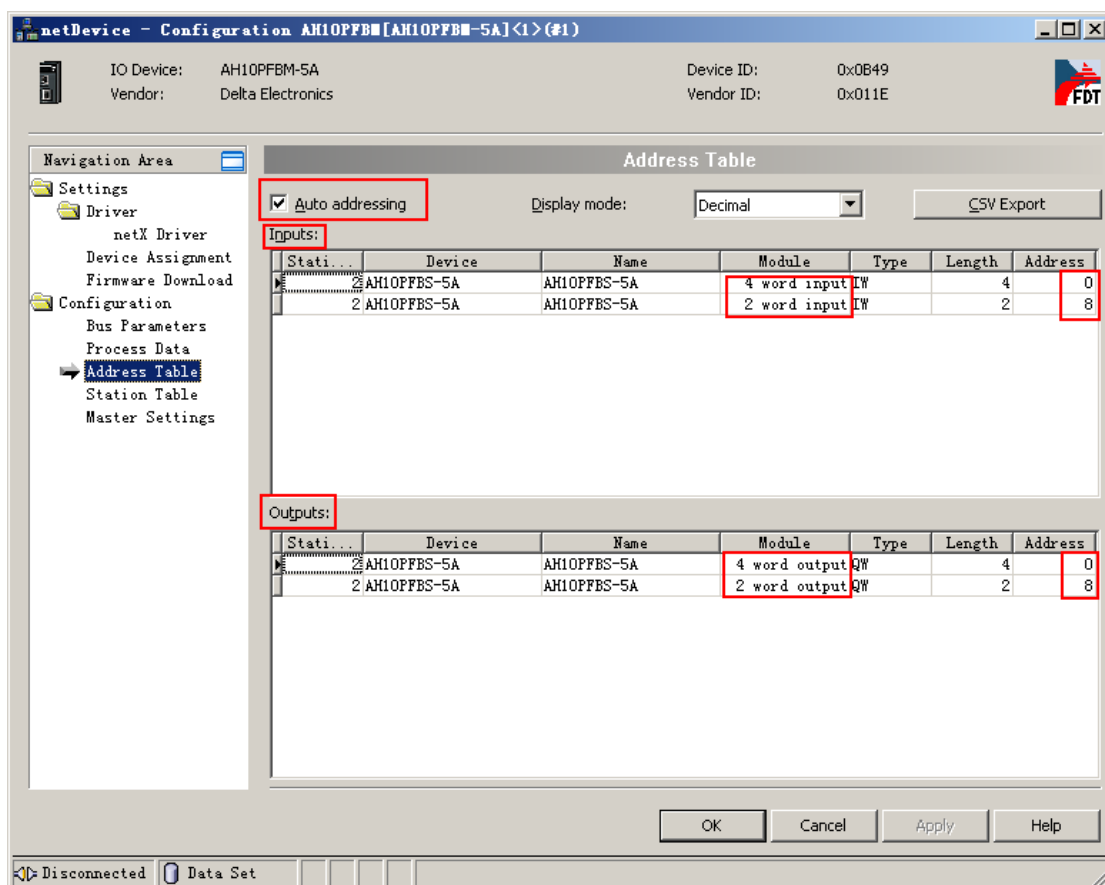 netDevice - Configuration AH10PFBM[AH10PFBM-5A]<1>(#1)
IO Device: AH10PFBM-5A Device ID: 0x0B49
Vendor: Delta Electronics Vendor ID: 0x011E
FDT
Navigation Area
Settings
Driver
netX Driver
Device Assignment
Firmware Download
Configuration
Bus Parameters
Process Data
Address Table
Station Table
Master Settings
Address Table
Auto addressing Display mode: Decimal CSV Export
Inputs:
Stati... Device Name Module Type Length Address
2 AH10PFBS-5A AH10PFBS-5A 4 word input IW 4 0
2 AH10PFBS-5A AH10PFBS-5A 2 word input IW 2 8
Outputs:
Stati... Device Name Module Type Length Address
2 AH10PFBS-5A AH10PFBS-5A 4 word output QW 4 0
2 AH10PFBS-5A AH10PFBS-5A 2 word output QW 2 8
OK Cancel Apply Help
Disconnected Data Set